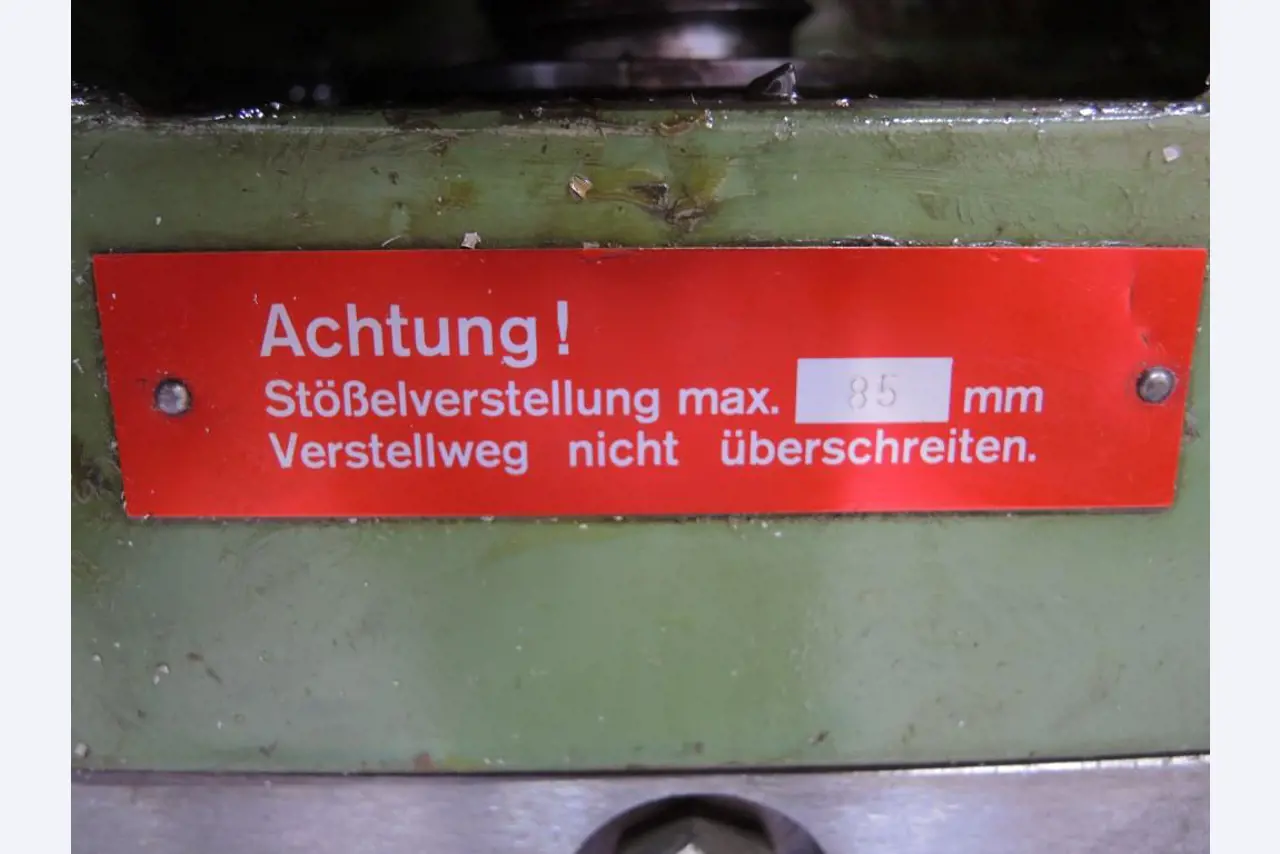 Achtung!
Stößelverstellung max. 85 mm
Verstellweg nicht überschreiten.